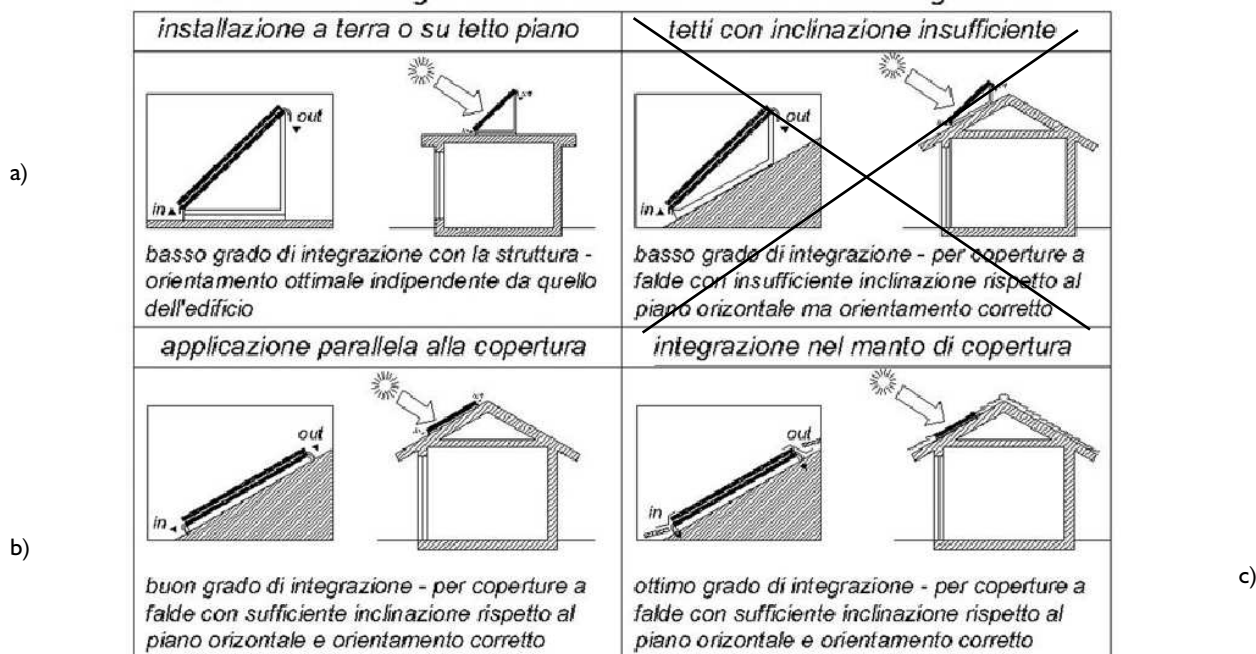 installazione a terra o su tetto piano
tetti con inclinazione insufficiente
a)
out
in
out
in
basso grado di integrazione con la struttura -
orientamento ottimale indipendente da quello
dell'edificio
basso grado di integrazione - per coperture a
falde con insufficiente inclinazione rispetto al
piano orizontale ma orientamento corretto
applicazione parallela alla copertura
integrazione nel manto di copertura
out
in
out
in
b)
c)
buon grado di integrazione - per coperture a
falde con sufficiente inclinazione rispetto al
piano orizontale e orientamento corretto
ottimo grado di integrazione - per coperture a
falde con sufficiente inclinazione rispetto al
piano orizontale e orientamento corretto